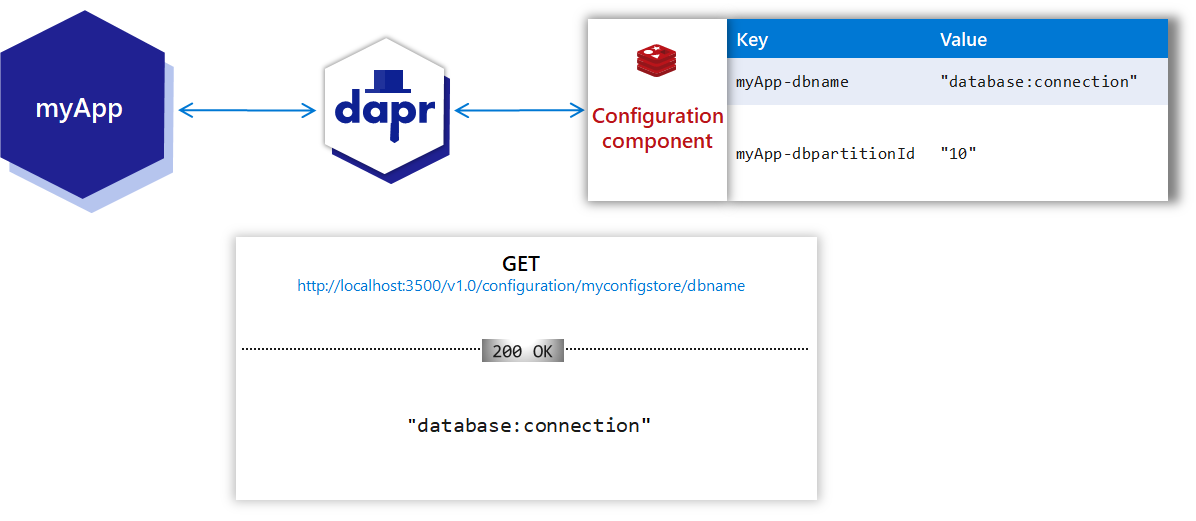 myApp
dapr
Configuration
component
Key Value
myApp-dbname "database:connection"
myApp-dbpartitionId "10"
GET
http://localhost:3500/v1.0/configuration/myconfigstore/dbname
200 OK
"database:connection"